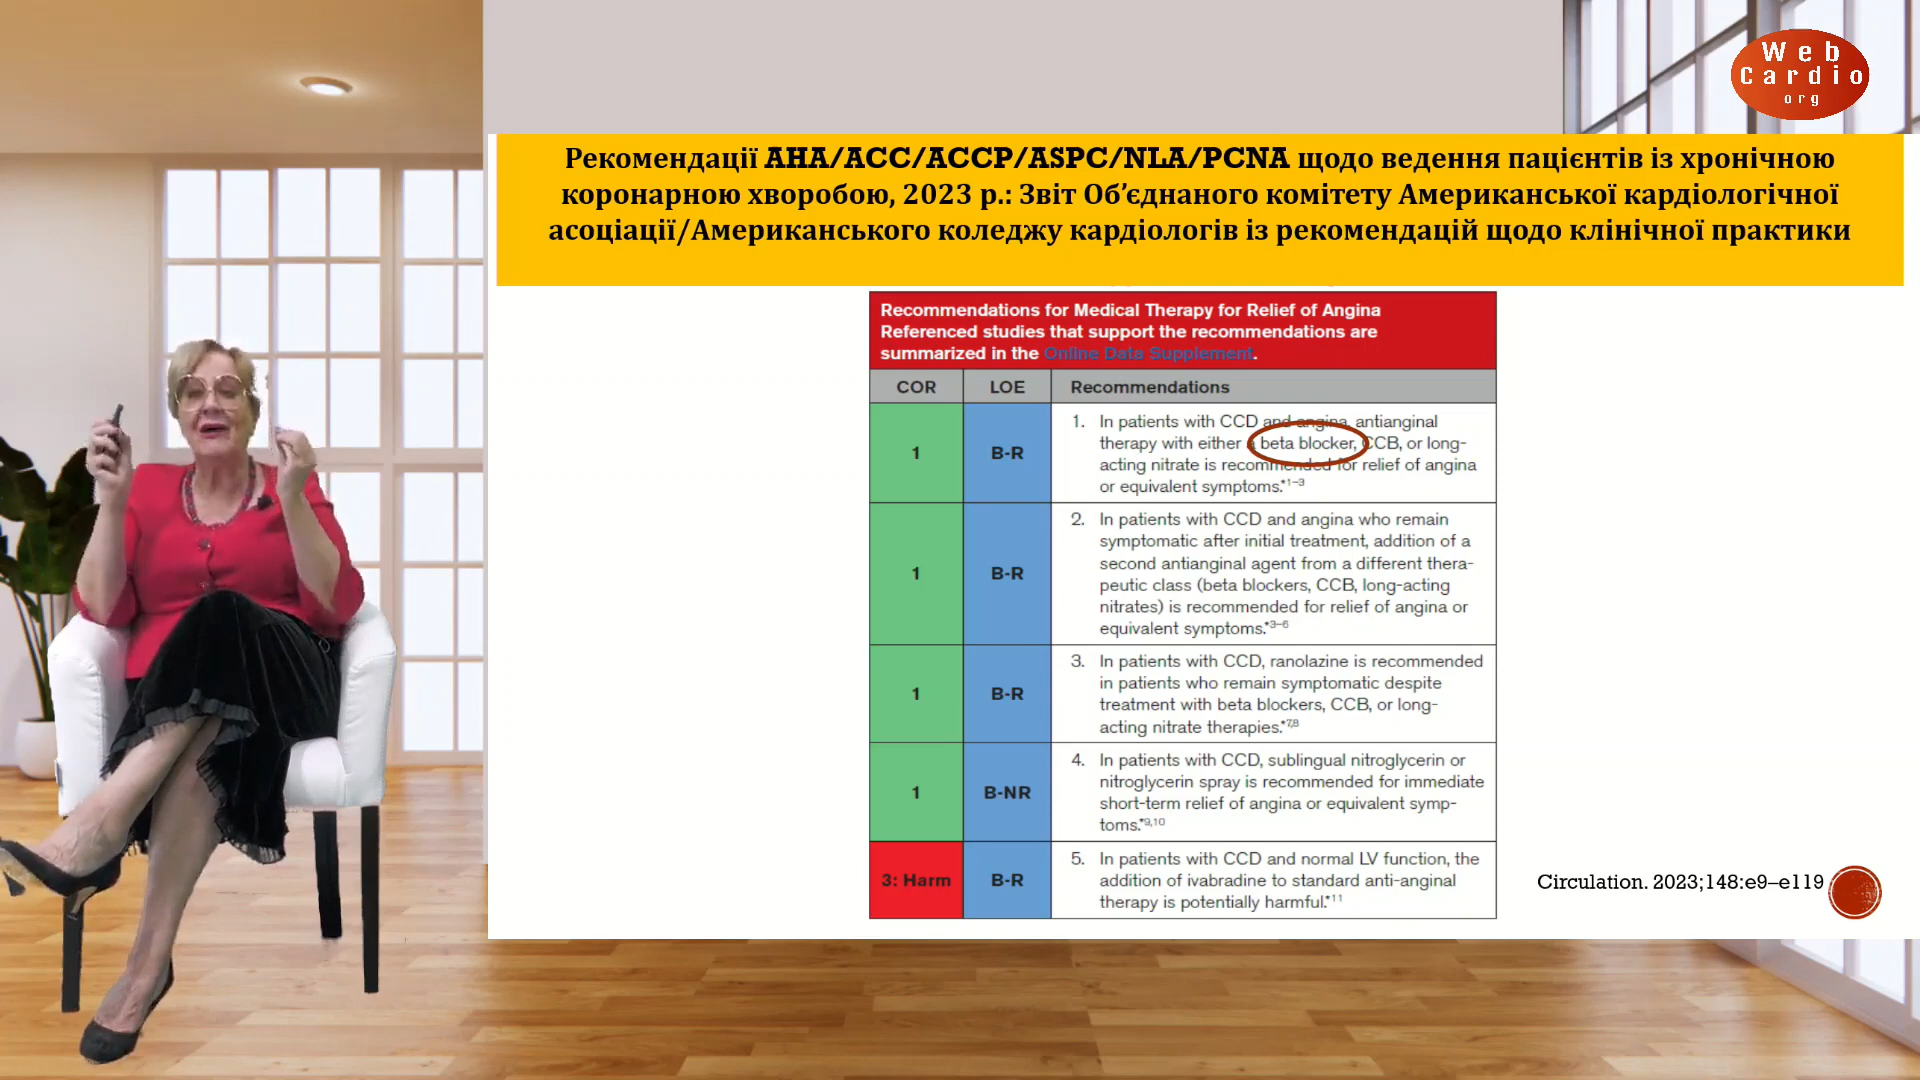 Web
Cardio
org
Рекомендації AHA/ACC/ACCP/ASPC/NLA/PCNA щодо ведення пацієнтів із хронічною
коронарною хворобою, 2023 р.: Звіт Об’єднаного комітету Американської кардіологічної
асоціації/Американського коледжу кардіологів із рекомендацій щодо клінічної практики
Recommendations for Medical Therapy for Relief of Angina
Referenced studies that support the recommendations are
summarized in the Online Data Supplement.
COR LOE Recommendations
1 B-R
1. In patients with CCD and angina, antianginal
therapy with either a beta blocker, CCB, or long-
acting nitrate is recommended for relief of angina
or equivalent symptoms.*1–3
1 B-R
2. In patients with CCD and angina who remain
symptomatic after initial treatment, addition of a
second antianginal agent from a different thera-
peutic class (beta blockers, CCB, long-acting
nitrates) is recommended for relief of angina or
equivalent symptoms.*3–6
1 B-R
3. In patients with CCD, ranolazine is recommended
in patients who remain symptomatic despite
treatment with beta blockers, CCB, or long-
acting nitrate therapies.*7,8
1 B-NR
4. In patients with CCD, sublingual nitroglycerin or
nitroglycerin spray is recommended for immediate
short-term relief of angina or equivalent symp-
toms.*9,10
3: Harm B-R
5. In patients with CCD and normal LV function, the
addition of ivabradine to standard anti-anginal
therapy is potentially harmful.*11
Circulation. 2023;148:e9–e119